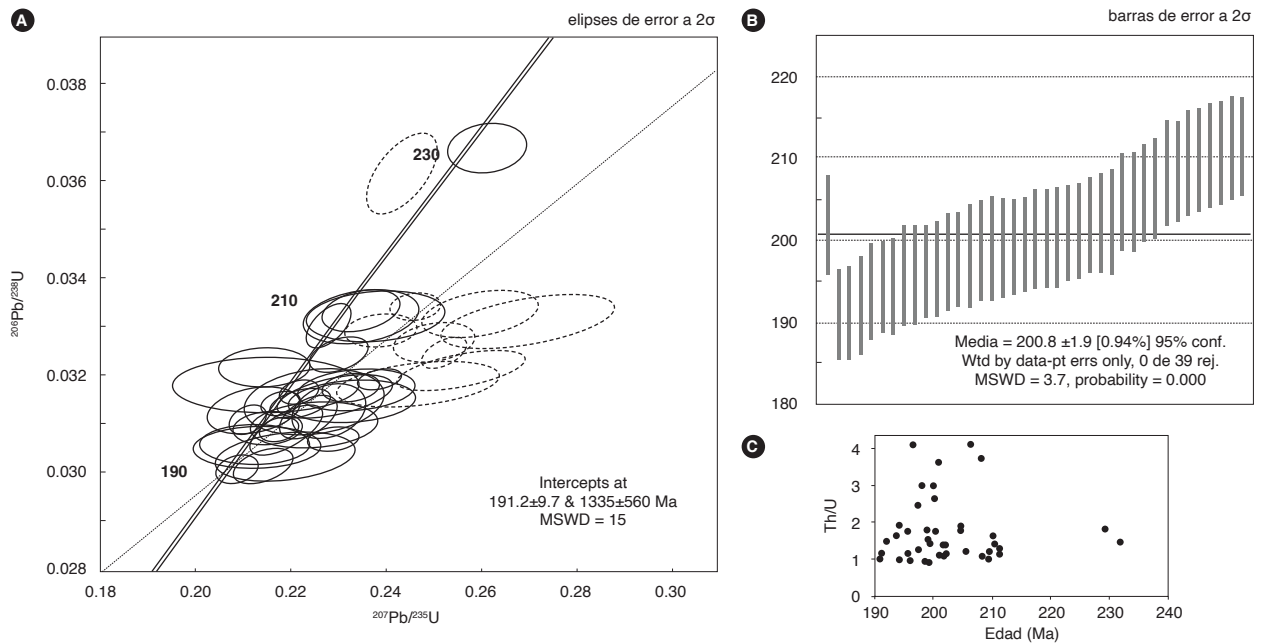 A
elipses de error a 2σ
0.038
0.036
0.034
0.032
0.030
0.028
²⁰⁶Pb/²³⁸U
230
210
190
Intercepts at
191.2±9.7 & 1335±560 Ma
MSWD = 15
0.18
0.20
0.22
0.24
0.26
0.28
0.30
²⁰⁷Pb/²³⁵U
B
barras de error a 2σ
220
210
200
190
180
Media = 200.8 ±1.9 [0.94%] 95% conf.
Wtd by data-pt errs only, 0 de 39 rej.
MSWD = 3.7, probability = 0.000
C
Th/U
4
3
2
1
0
190
200
210
220
230
240
Edad (Ma)